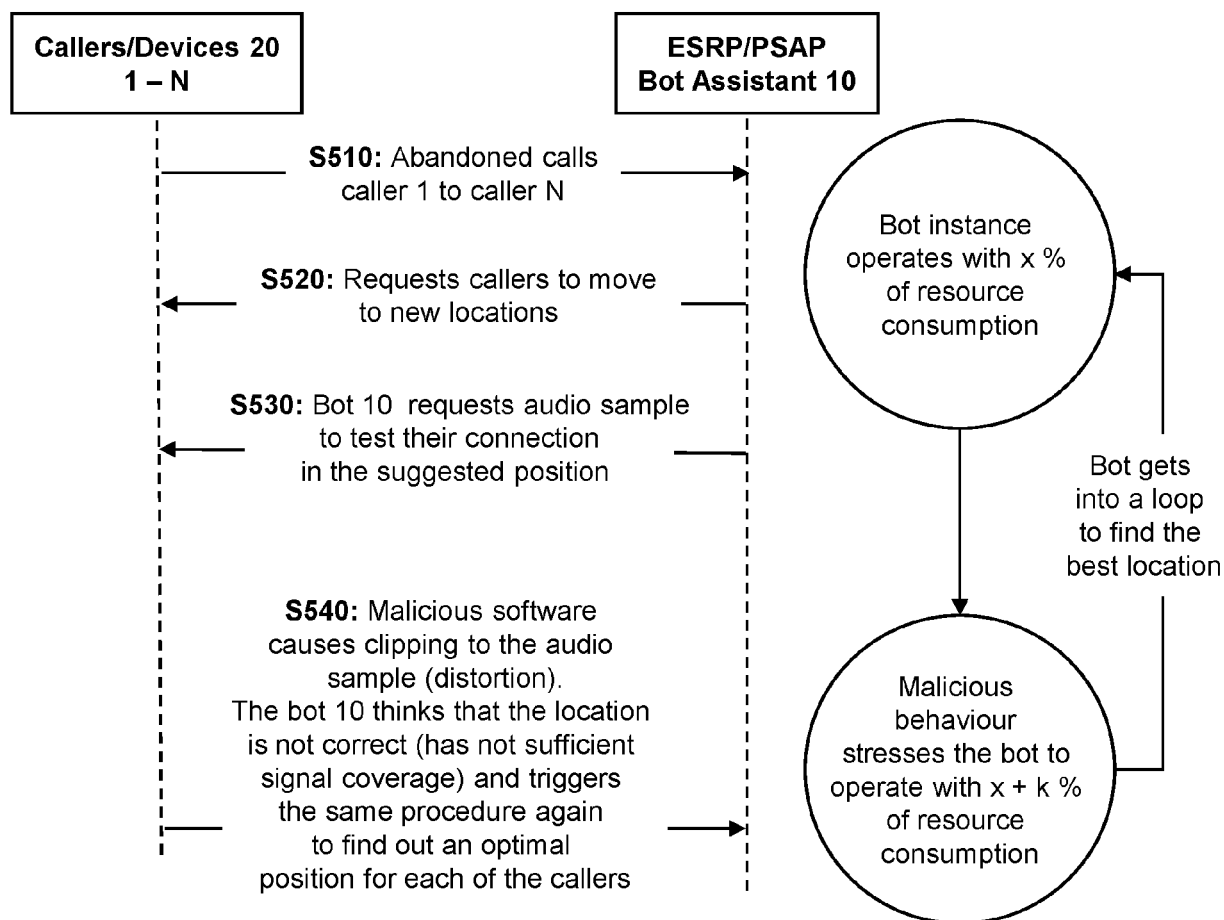 Callers/Devices 20
1 – N
ESRP/PSAP
Bot Assistant 10
S510: Abandoned calls
caller 1 to caller N
S520: Requests callers to move
to new locations
S530: Bot 10 requests audio sample
to test their connection
in the suggested position
S540: Malicious software
causes clipping to the audio
sample (distortion).
The bot 10 thinks that the location
is not correct (has not sufficient
signal coverage) and triggers
the same procedure again
to find out an optimal
position for each of the callers
Bot instance
operates with x %
of resource
consumption
Bot gets
into a loop
to find the
best location
Malicious
behaviour
stresses the bot to
operate with x + k %
of resource
consumption